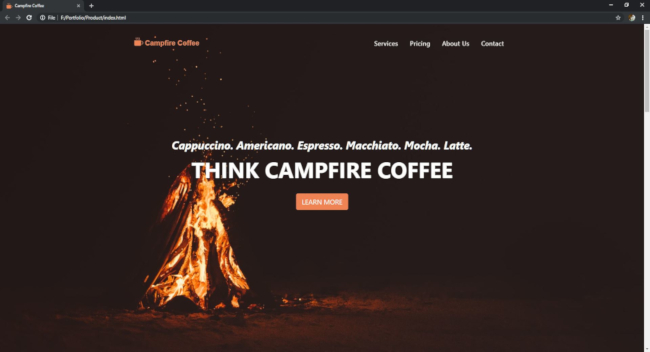 Campfire Coffee
File | F:/Portfolio/Product/index.html
Campfire Coffee
Services Pricing About Us Contact
Cappuccino. Americano. Espresso. Macchiato. Mocha. Latte.
THINK CAMPFIRE COFFEE
LEARN MORE